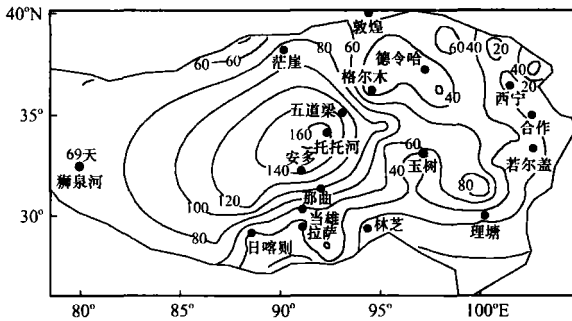 40°N
敦煌
60
60
80
60
60
40
20
40
茫崖
德令哈
格尔木
40
20
西宁
35°
五道梁
合作
160
托托河
69天
狮泉河
安多
140
60
玉树
若尔盖
40
80
120
100
那曲
30°
80
当雄
拉萨
日喀则
林芝
理塘
80°
85°
90°
95°
100°E